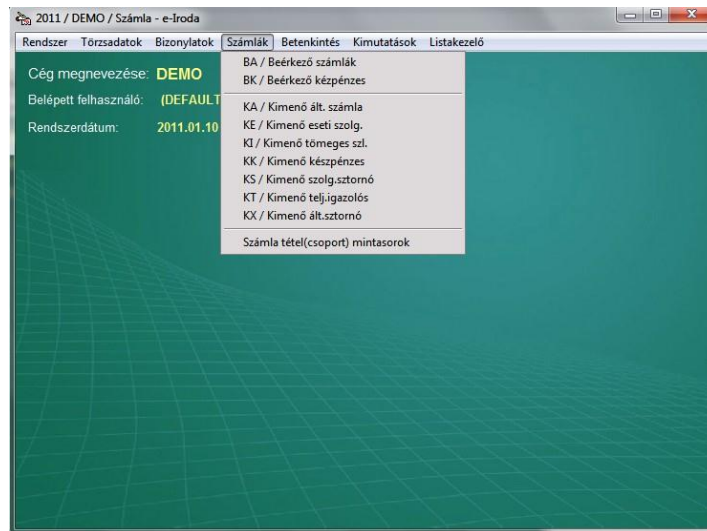 2011 / DEMO / Számla - e-Iroda
Rendszer Törzsadatok Bizonylatok Számlák Betenkintés Kimutatások Listakezelő
Cég megnevezése: DEMO
Belépett felhasználó: (DEFAULT
Rendszerdátum: 2011.01.10
BA / Beérkező számlák
BK / Beérkező kézpénzes
KA / Kimenő ált. számla
KE / Kimenő eseti szolg.
KI / Kimenő tömeges szl.
KK / Kimenő készpénzes
KS / Kimenő szolg.sztornó
KT / Kimenő telj.igazolós
KX / Kimenő ált.sztornó
Számla tétel(csoport) mintasorok